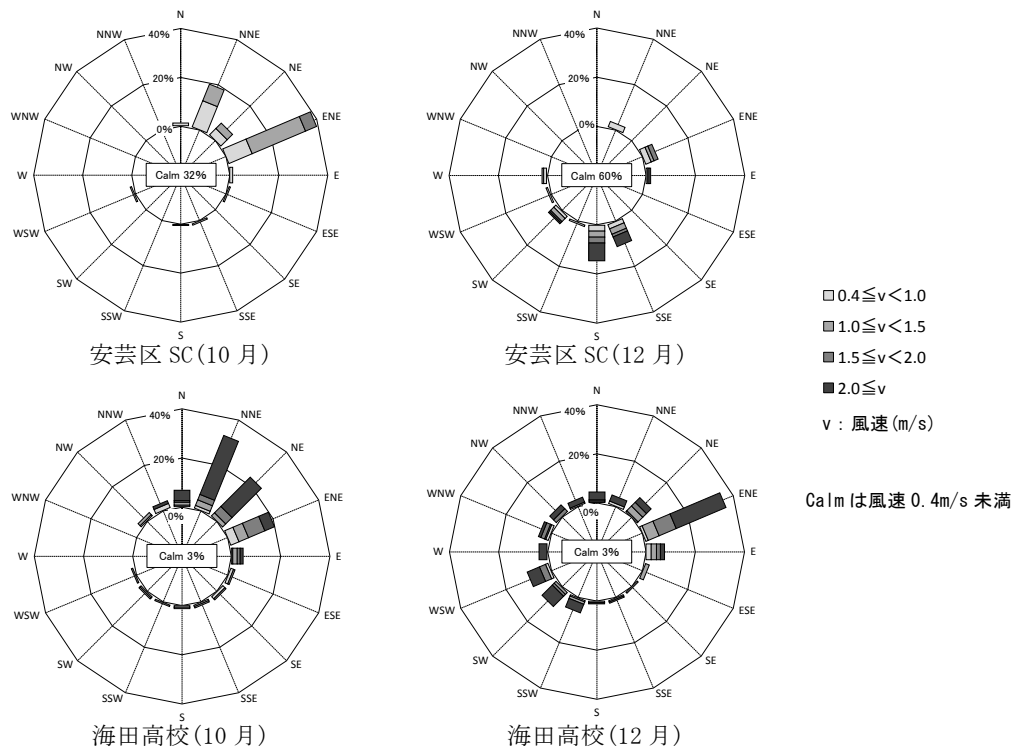 N
NNE
NE
ENE
E
ESE
SE
SSE
S
SSW
SW
WSW
W
WNW
NW
NNW
40%
20%
0%
Calm 32%
安芸区 SC(10 月)
N
NNE
NE
ENE
E
ESE
SE
SSE
S
SSW
SW
WSW
W
WNW
NW
NNW
40%
20%
0%
Calm 60%
安芸区 SC(12 月)
0.4≦v<1.0
1.0≦v<1.5
1.5≦v<2.0
2.0≦v
v : 風速(m/s)
Calmは風速 0.4m/s 未満
N
NNE
NE
ENE
E
ESE
SE
SSE
S
SSW
SW
WSW
W
WNW
NW
NNW
40%
20%
0%
Calm 3%
海田高校(10 月)
N
NNE
NE
ENE
E
ESE
SE
SSE
S
SSW
SW
WSW
W
WNW
NW
NNW
40%
20%
0%
Calm 3%
海田高校(12 月)